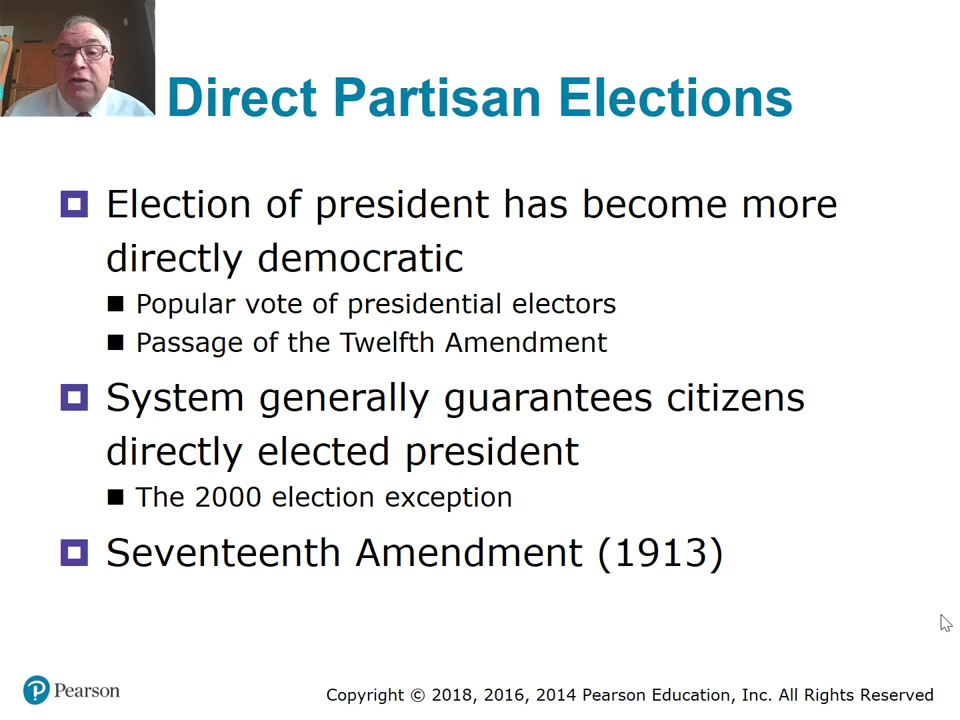 Direct Partisan Elections
Election of president has become more
directly democratic
Popular vote of presidential electors
Passage of the Twelfth Amendment
System generally guarantees citizens
directly elected president
The 2000 election exception
Seventeenth Amendment (1913)
Pearson
Copyright © 2018, 2016, 2014 Pearson Education, Inc. All Rights Reserved